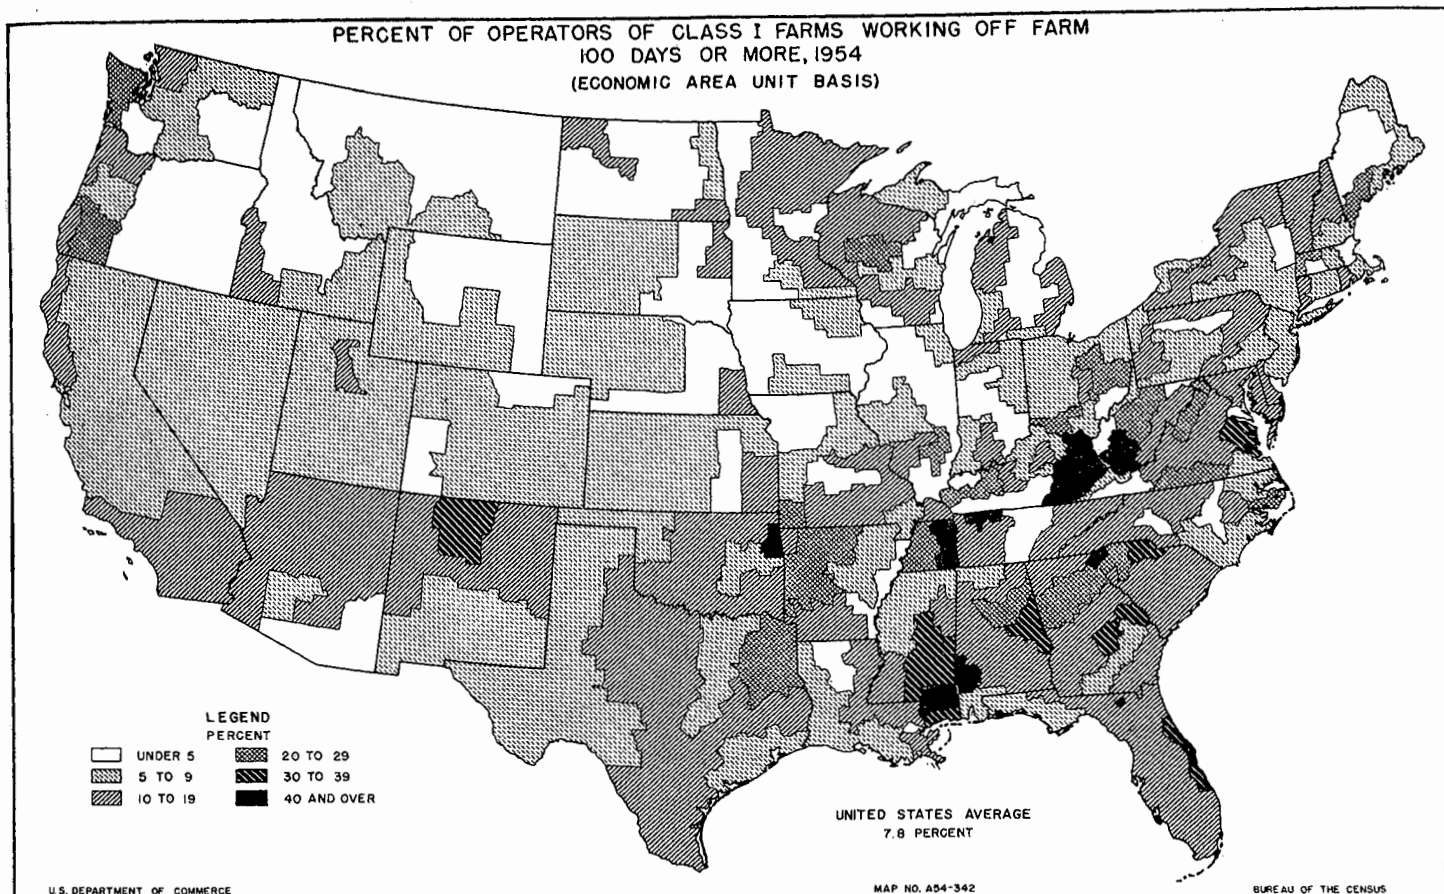 PERCENT OF OPERATORS OF CLASS I FARMS WORKING OFF FARM
100 DAYS OR MORE, 1954
(ECONOMIC AREA UNIT BASIS)
LEGEND
PERCENT
UNDER 5
5 TO 9
10 TO 19
20 TO 29
30 TO 39
40 AND OVER
UNITED STATES AVERAGE
7.8 PERCENT
U.S. DEPARTMENT OF COMMERCE
MAP NO. A54-342
BUREAU OF THE CENSUS